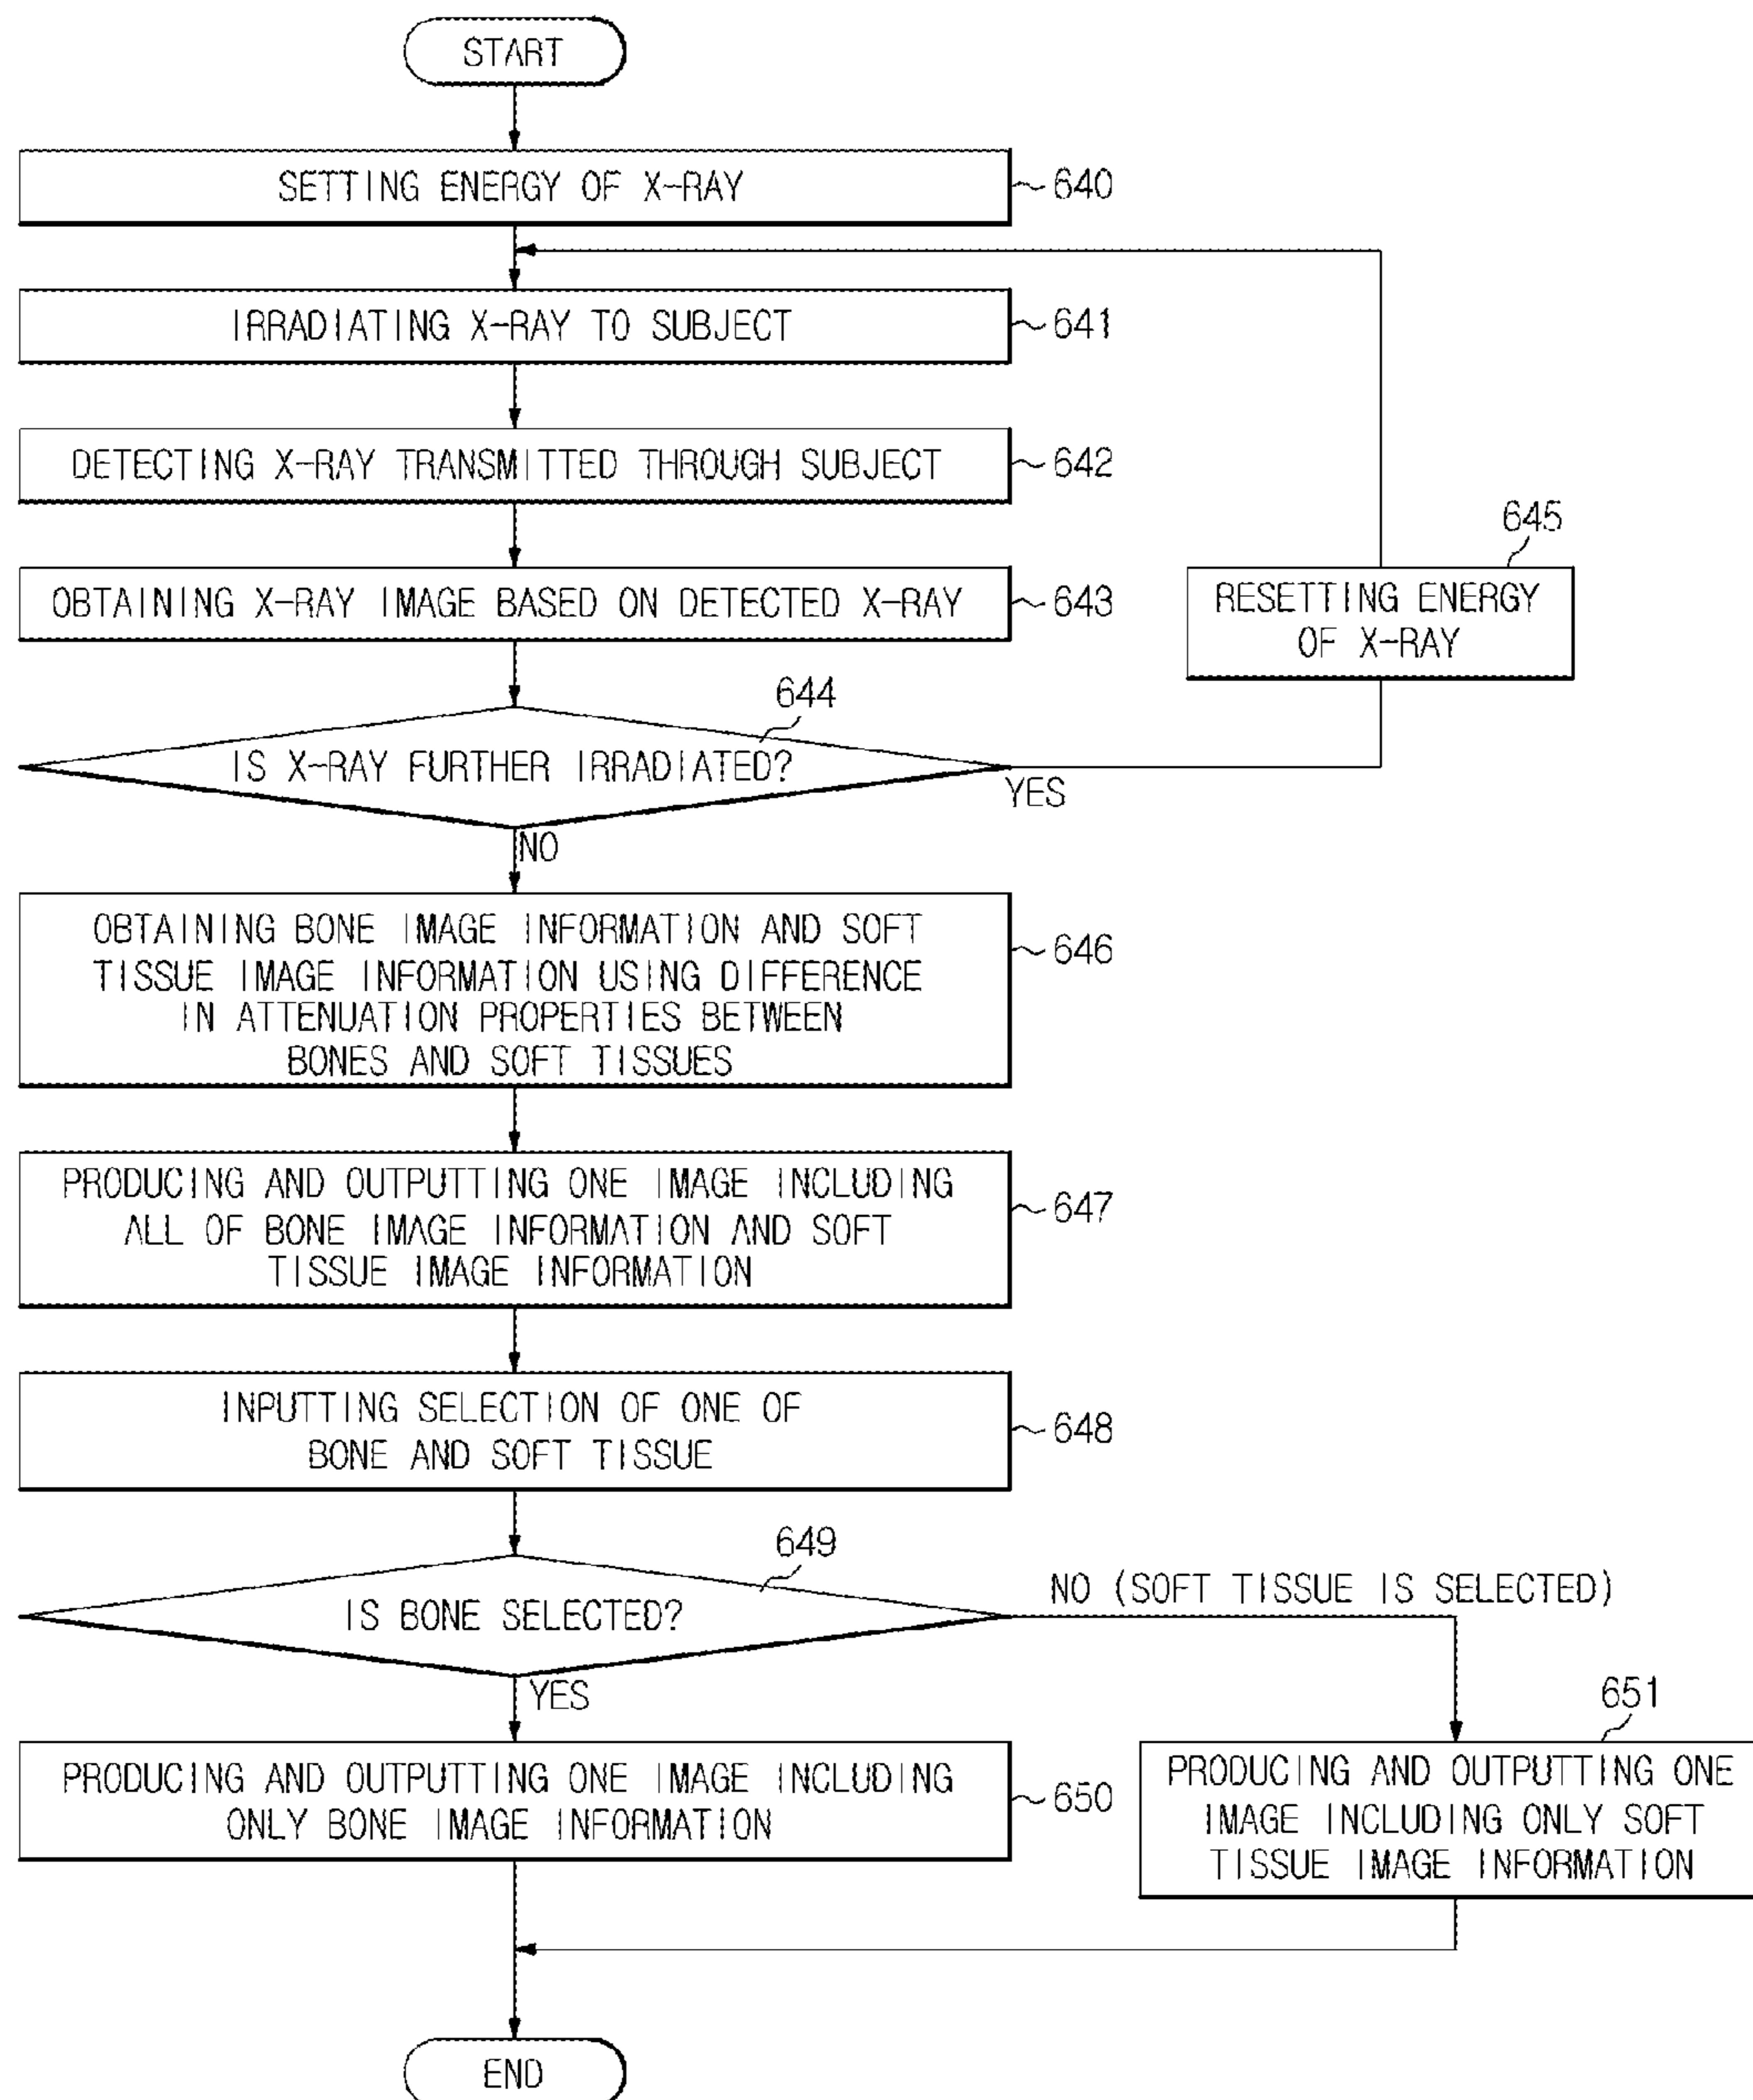 START
SETTING ENERGY OF X-RAY
640
IRRADIATING X-RAY TO SUBJECT
641
DETECTING X-RAY TRANSMITTED THROUGH SUBJECT
642
645
OBTAINING X-RAY IMAGE BASED ON DETECTED X-RAY
643
RESETTING ENERGY
OF X-RAY
644
IS X-RAY FURTHER IRRADIATED?
YES
NO
OBTAINING BONE IMAGE INFORMATION AND SOFT
TISSUE IMAGE INFORMATION USING DIFFERENCE
IN ATTENUATION PROPERTIES BETWEEN
BONES AND SOFT TISSUES
646
PRODUCING AND OUTPUTTING ONE IMAGE INCLUDING
ALL OF BONE IMAGE INFORMATION AND SOFT
TISSUE IMAGE INFORMATION
647
INPUTTING SELECTION OF ONE OF
BONE AND SOFT TISSUE
648
649
IS BONE SELECTED?
NO (SOFT TISSUE IS SELECTED)
YES
PRODUCING AND OUTPUTTING ONE IMAGE INCLUDING
ONLY BONE IMAGE INFORMATION
650
651
PRODUCING AND OUTPUTTING ONE
IMAGE INCLUDING ONLY SOFT
TISSUE IMAGE INFORMATION
END